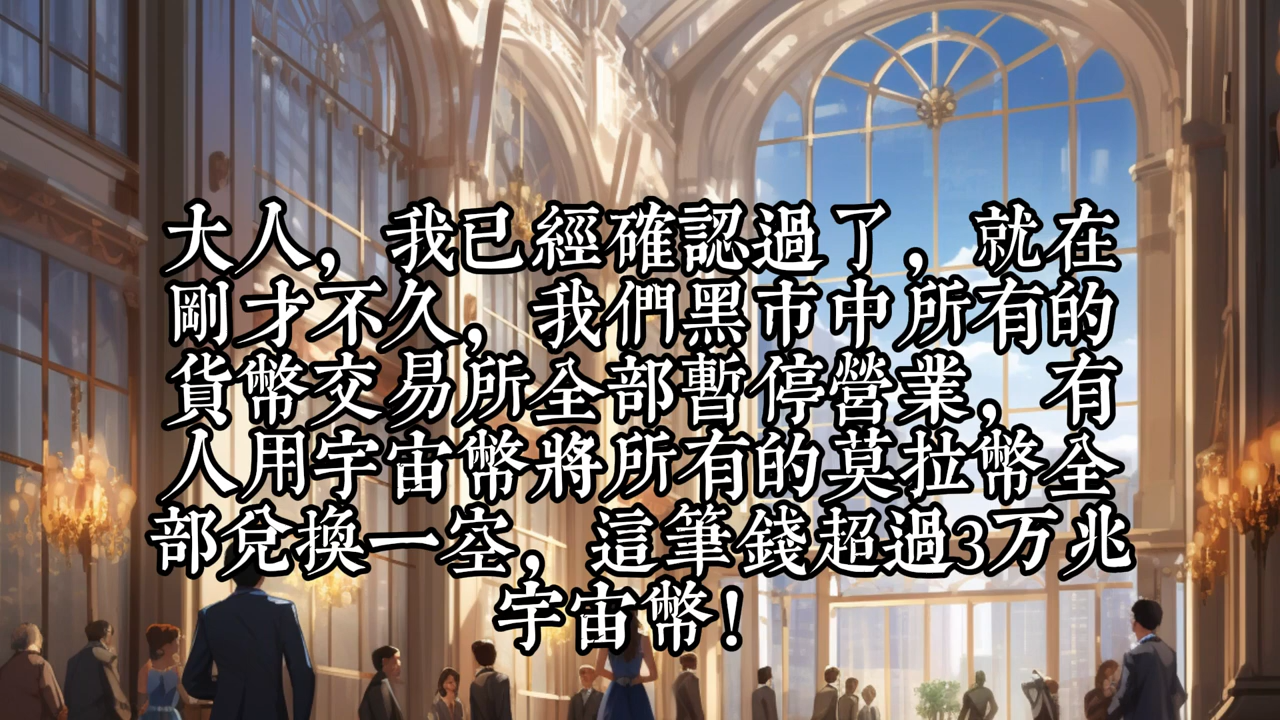 大人，我已經確認過了，就在
剛才不久，我們黑市中所有的
貨幣交易所全部暫停營業，有
人用宇宙幣將所有的莫拉幣全
部兌換一空，這筆錢超過3万兆
宇宙幣！